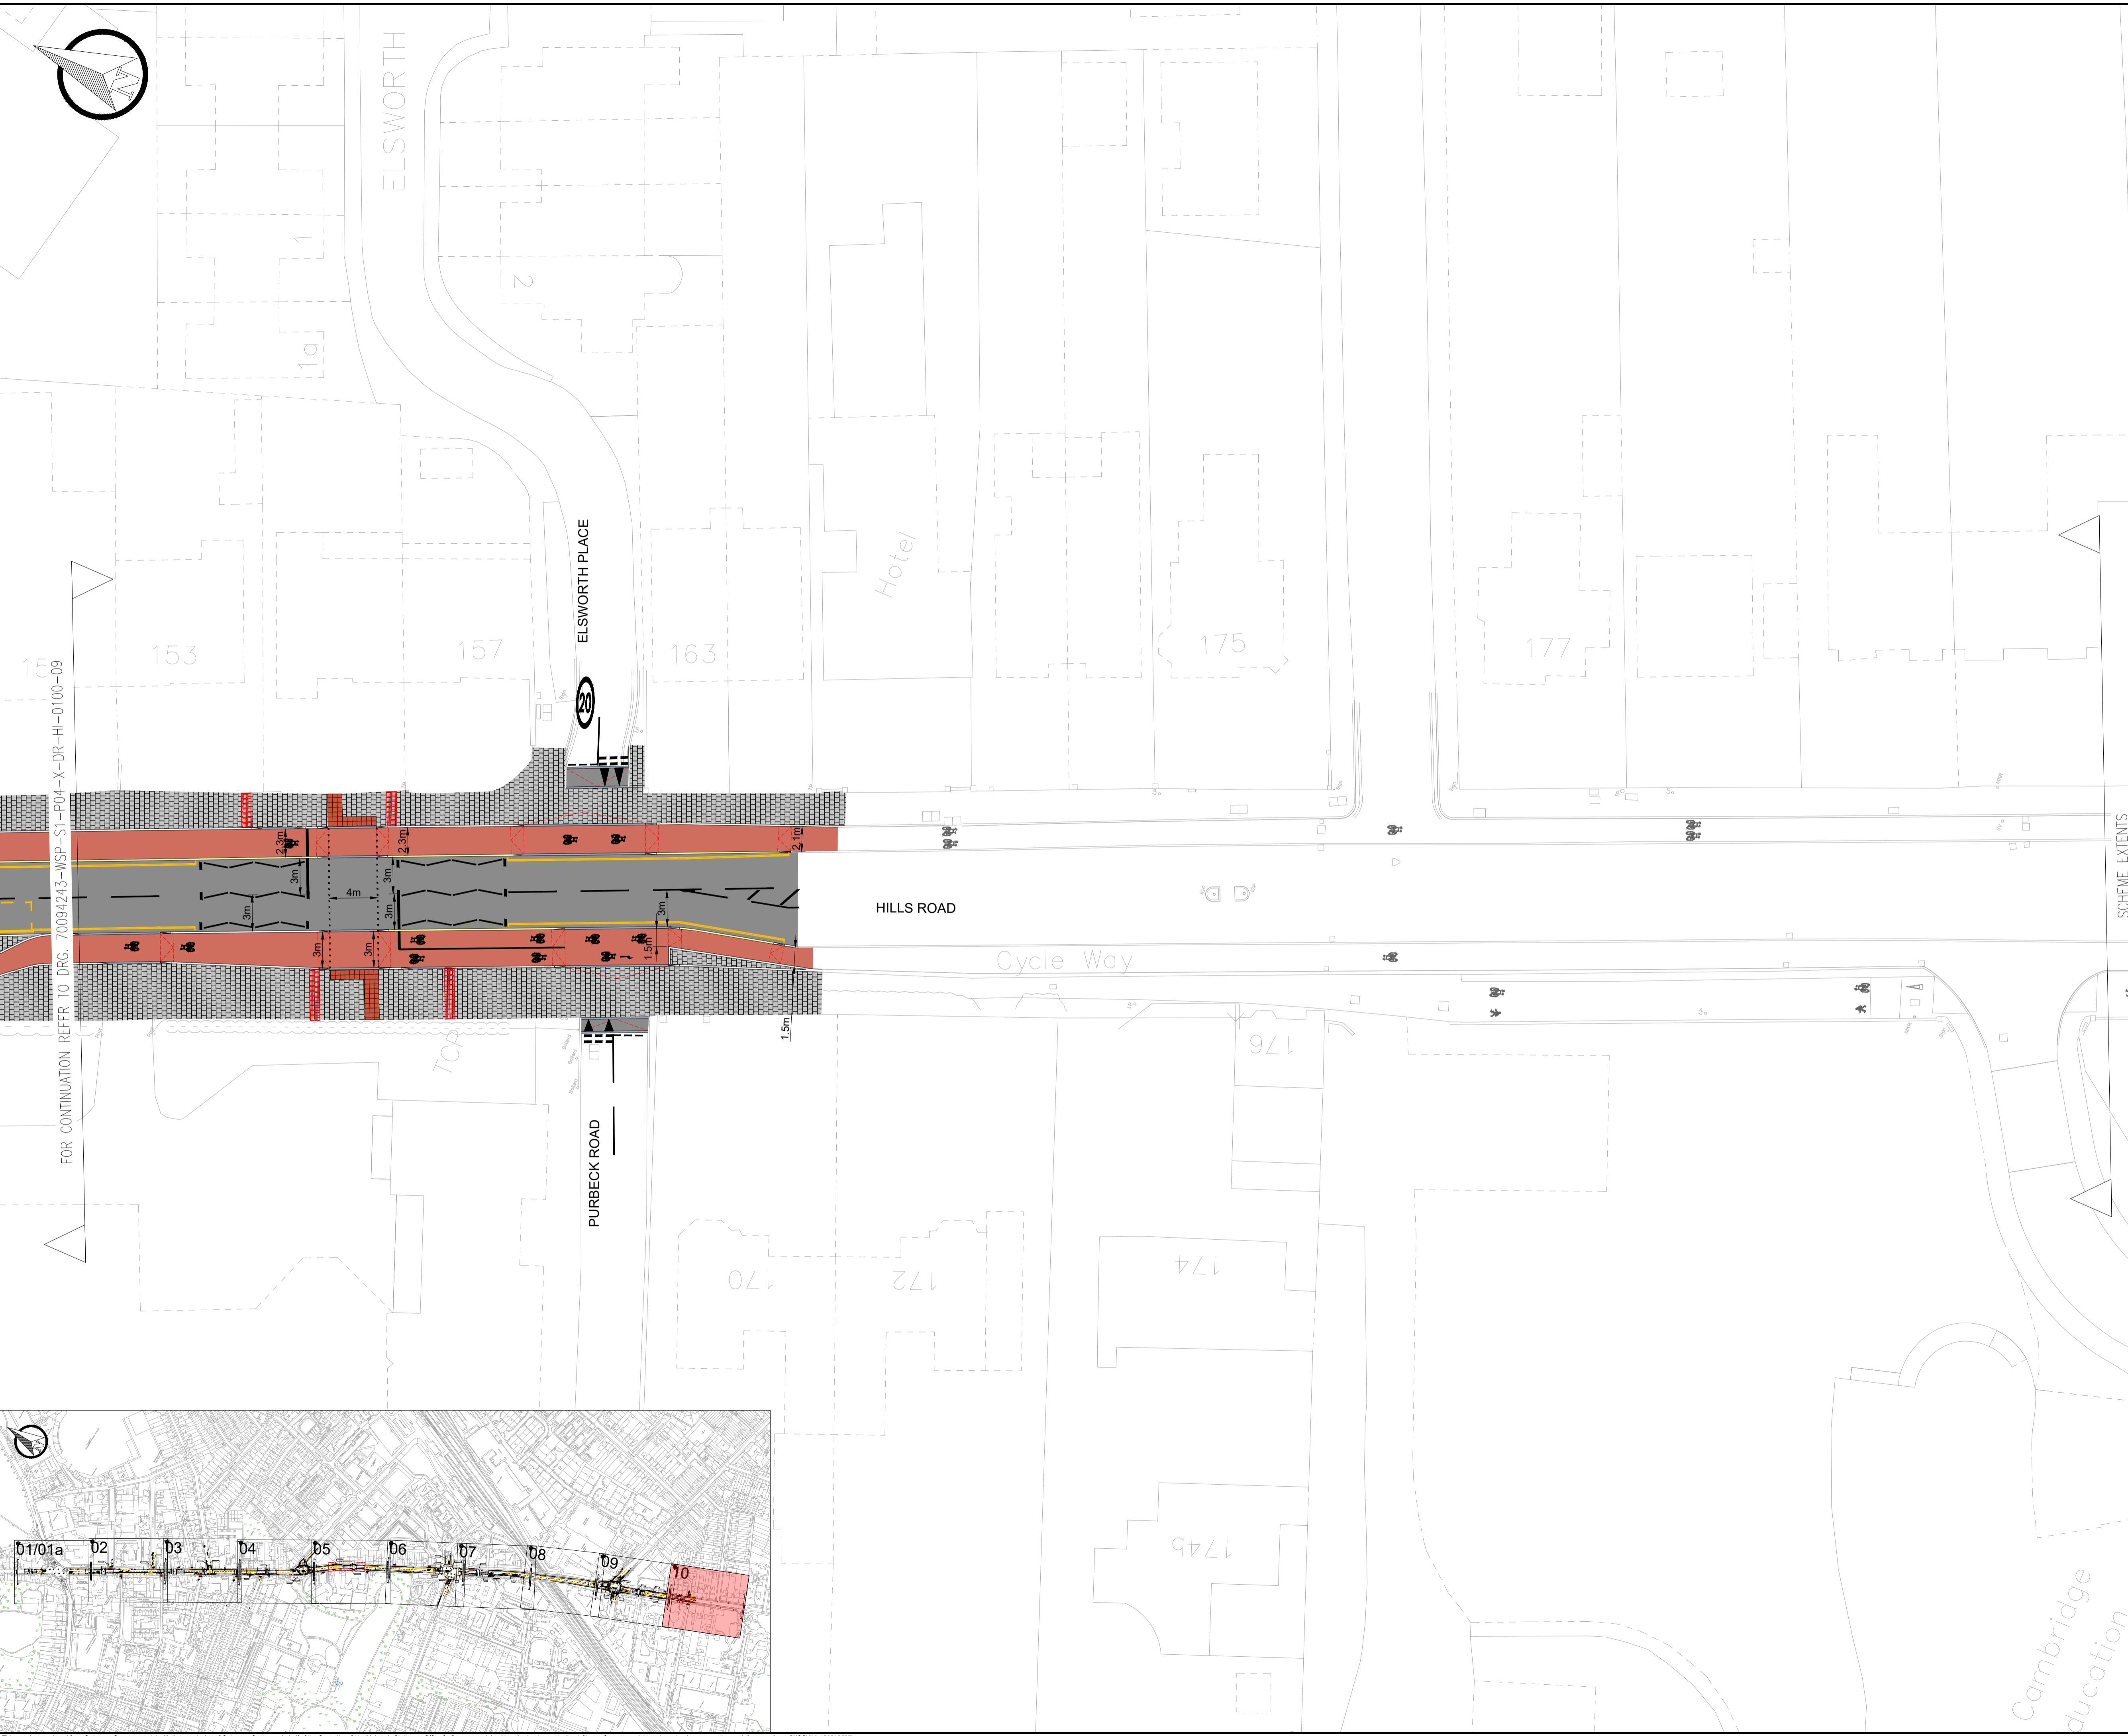 N
ELSWORTH
1
1a
2
ELSWORTH PLACE
Hotel
153
157
163
175
177
20
FOR CONTINUATION REFER TO DRG. 70094243-WSP-S1-P04-X-DR-HI-0100-09
SCHEME EXTENTS
2.3m
2.3m
2.1m
3m
3m
4m
3m
3m
3m
HILLS ROAD
3m
3m
1.5m
Cycle Way
1.5m
TCP
176
PURBECK ROAD
170
172
174
174b
01/01a
02
03
04
05
06
07
08
09
10
Cambridge